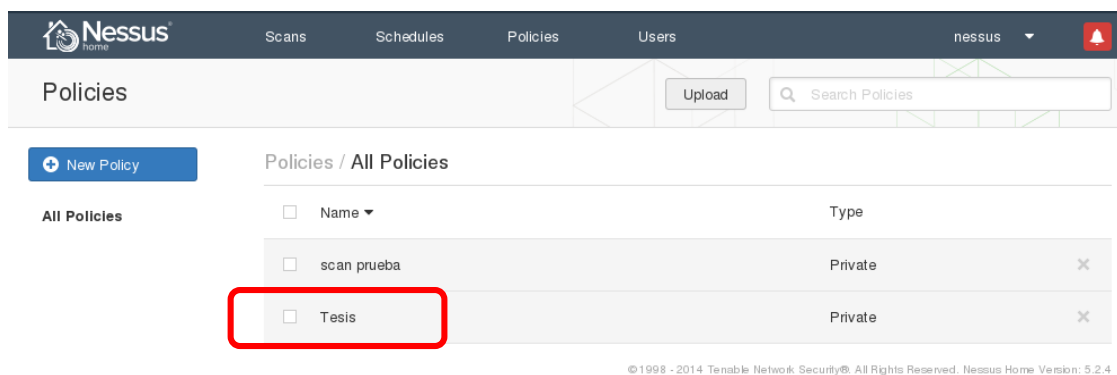 Nessus®
home
Scans Schedules Policies Users nessus
Policies Upload Search Policies
New Policy Policies / All Policies
All Policies Name Type
scan prueba Private
Tesis Private
©1998 - 2014 Tenable Network Security®. All Rights Reserved. Nessus Home Version: 5.2.4